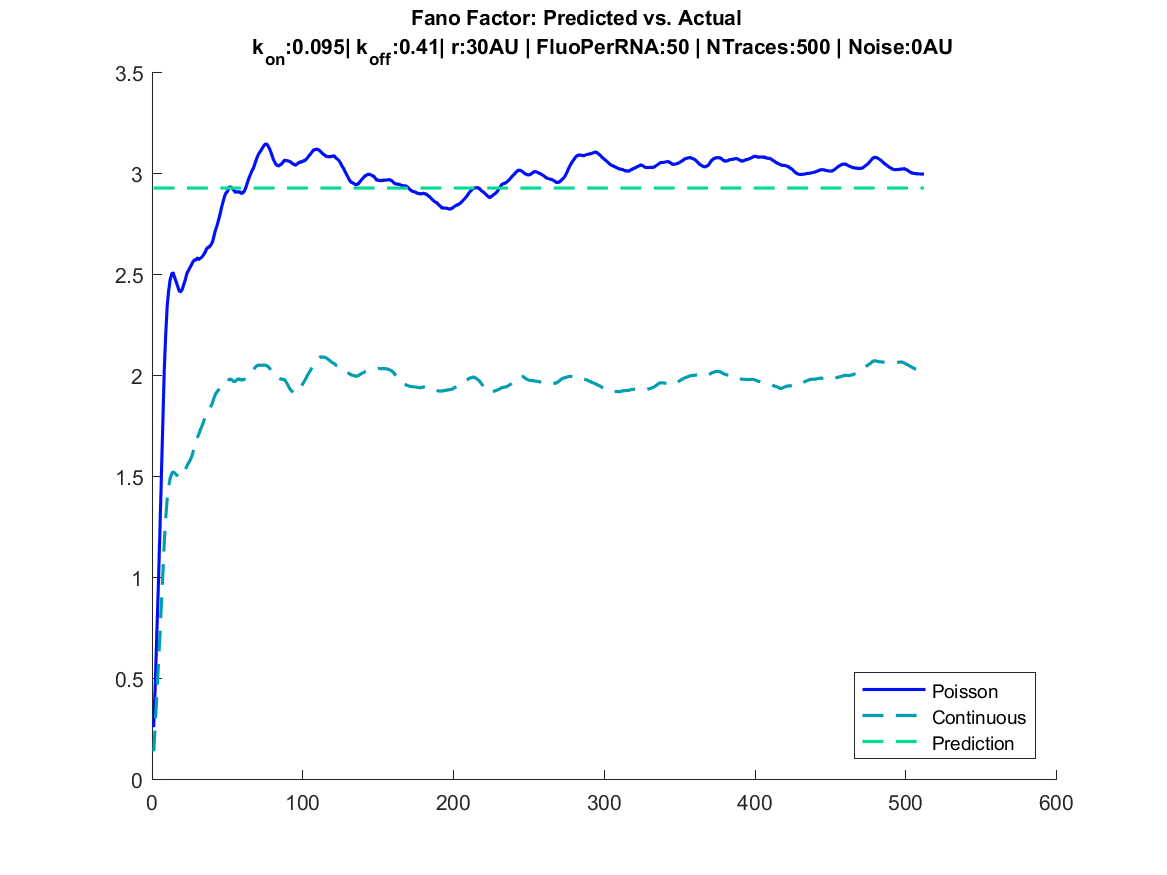 Fano Factor: Predicted vs. Actual
kon:0.095| koff:0.41| r:30AU | FluoPerRNA:50 | NTraces:500 | Noise:0AU
3.5
3
2.5
2
1.5
1
0.5
0
Poisson
Continuous
Prediction
0 100 200 300 400 500 600